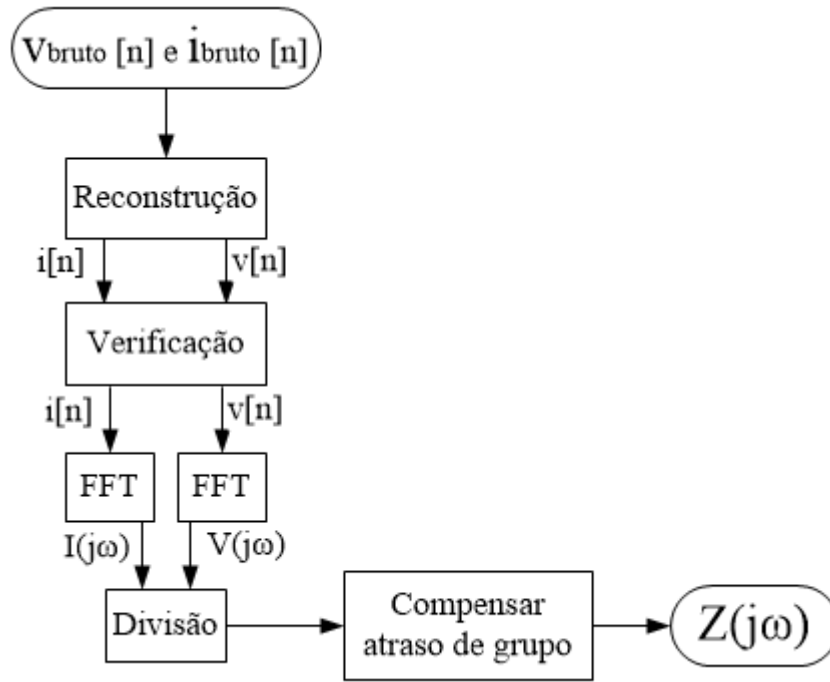 Vbruto [n] e ibruto [n]
Reconstrução
i[n] v[n]
Verificação
i[n] v[n]
FFT FFT
I(jω) V(jω)
Divisão
Compensar
atraso de grupo
Z(jω)